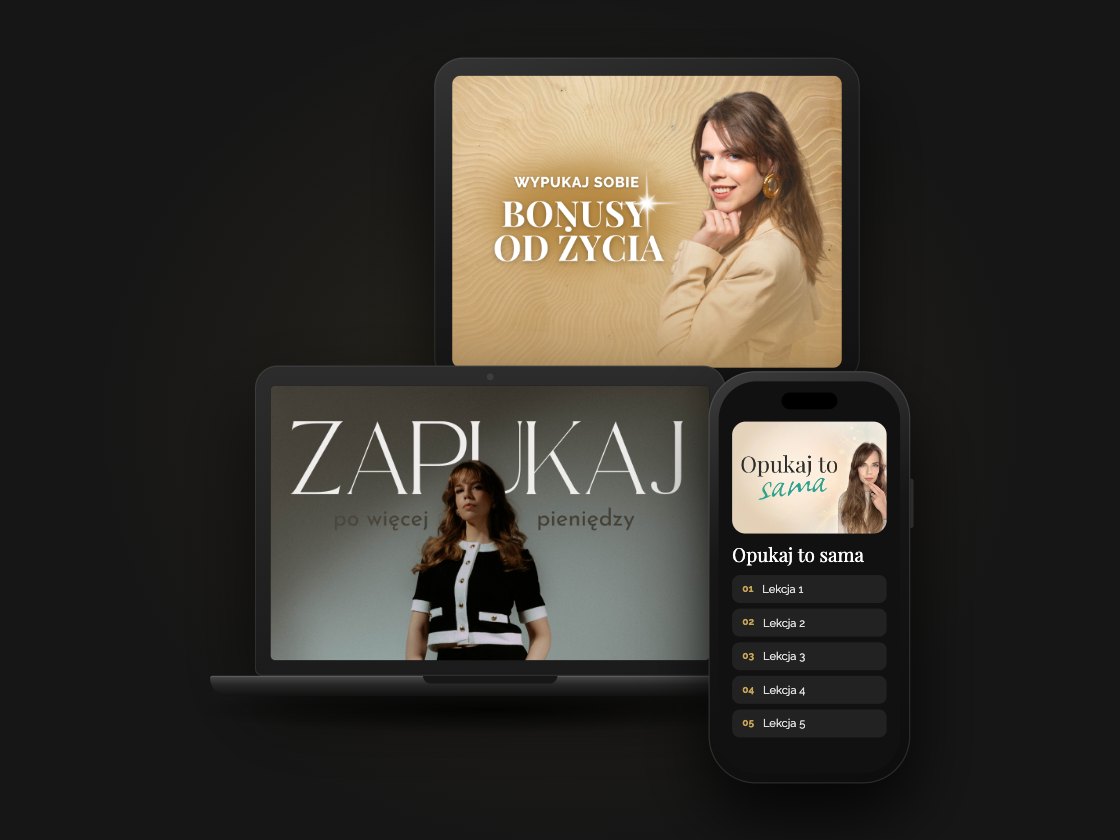 WYPUKAJ SOBIE
BONUSY
OD ŻYCIA
ZAPUKAJ
po więcej pieniędzy
Opukaj to
sama
Opukaj to sama
01 Lekcja 1
02 Lekcja 2
03 Lekcja 3
04 Lekcja 4
05 Lekcja 5